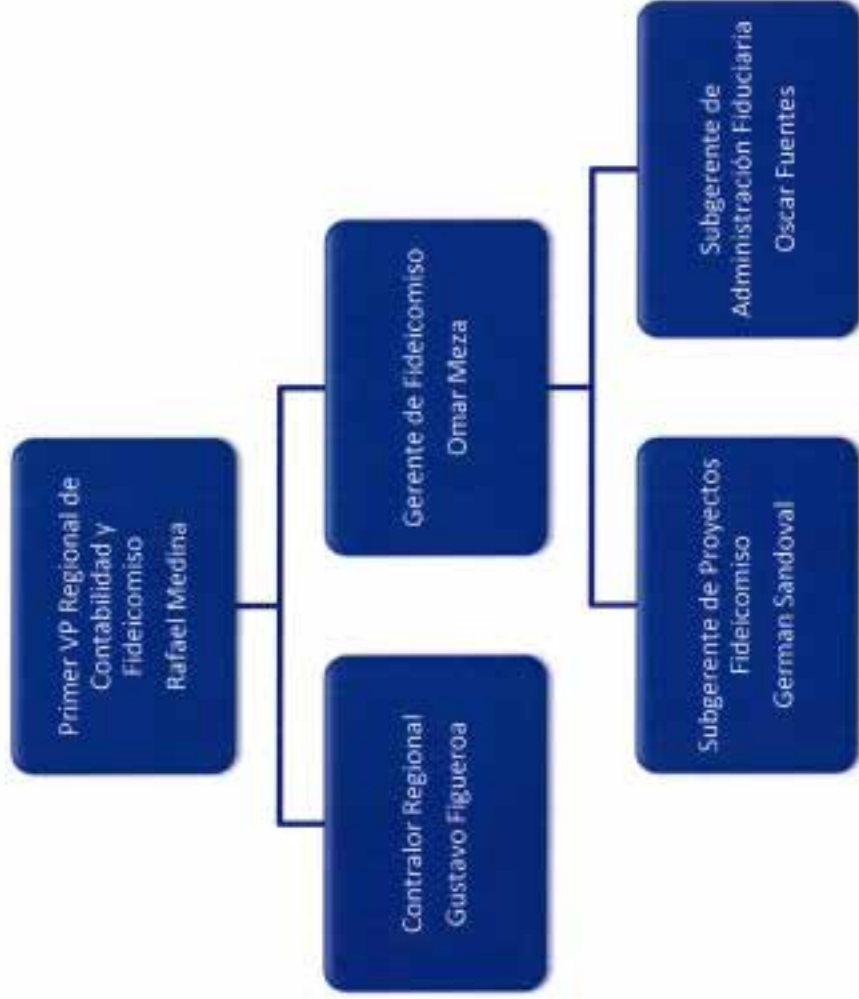 Primer VP Regional de
Contabilidad y
Fideicomiso
Rafael Medina
Contralor Regional
Gustavo Figueroa
Gerente de Fideicomiso
Omar Meza
Subgerente de Proyectos
Fideicomiso
German Sandoval
Subgerente de
Administración Fiduciaria
Oscar Fuentes